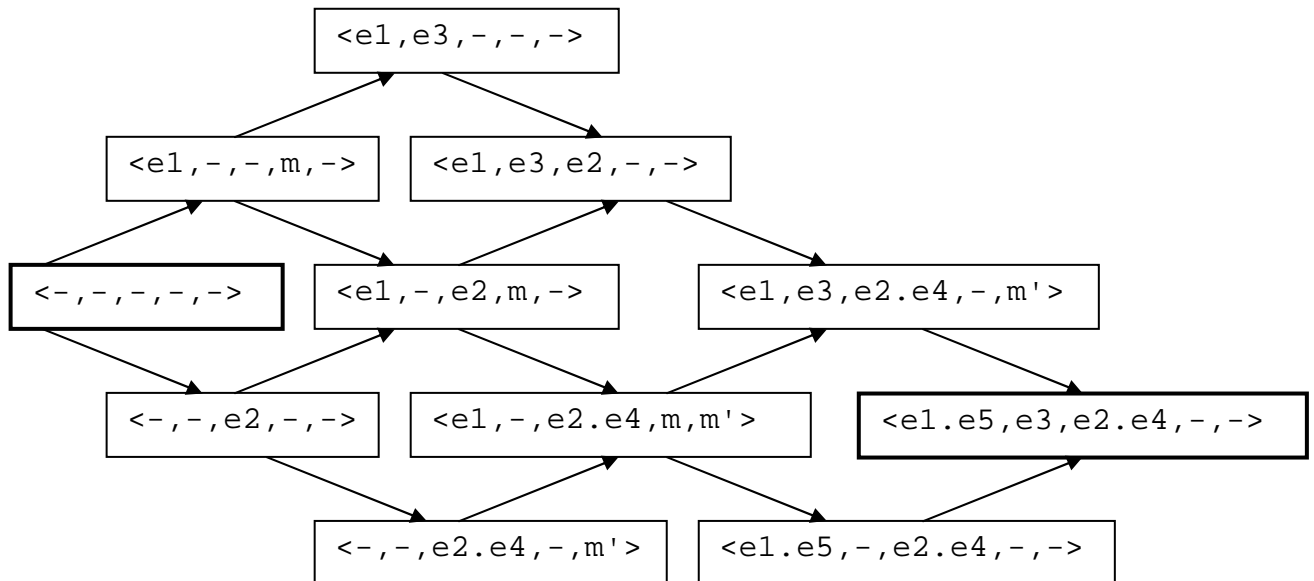 <e1,e3,-,-,->
<e1,-,-,m,->
<e1,e3,e2,-,->
<-,-,-,-,->
<e1,-,e2,m,->
<e1,e3,e2.e4,-,m'>
<-,-,e2,-,->
<e1,-,e2.e4,m,m'>
<e1.e5,e3,e2.e4,-,->
<-,-,e2.e4,-,m'>
<e1.e5,-,e2.e4,-,->